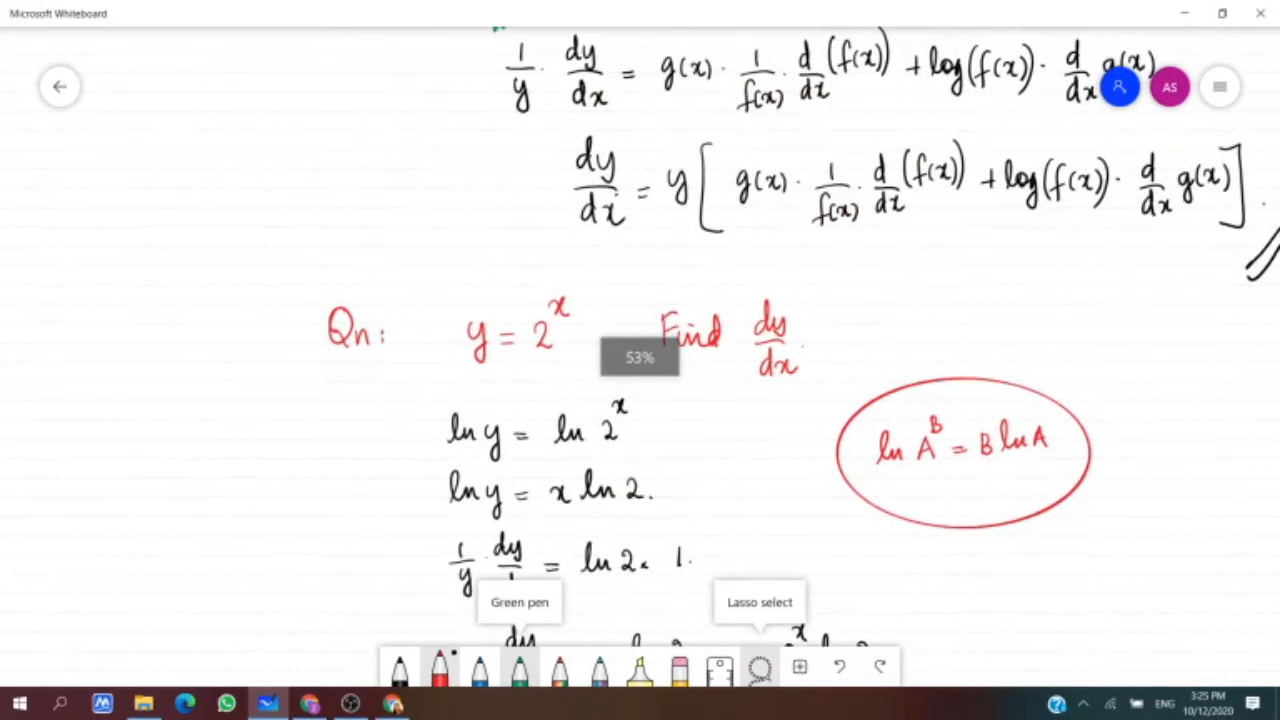 Microsoft Whiteboard
1/y · dy/dx = g(x) · 1/f(x) · d/dx (f(x)) + log(f(x)) · d/dx g(x)
AS
dy/dx = y [ g(x) · 1/f(x) · d/dx (f(x)) + log(f(x)) · d/dx g(x) ] .
Qn: y = 2^x Find dy/dx .
53%
ln y = ln 2^x
ln A^B = B ln A
ln y = x ln 2.
1/y · dy/ = ln 2 · 1.
Green pen
Lasso select
dy
ENG
3:25 PM
10/12/2020